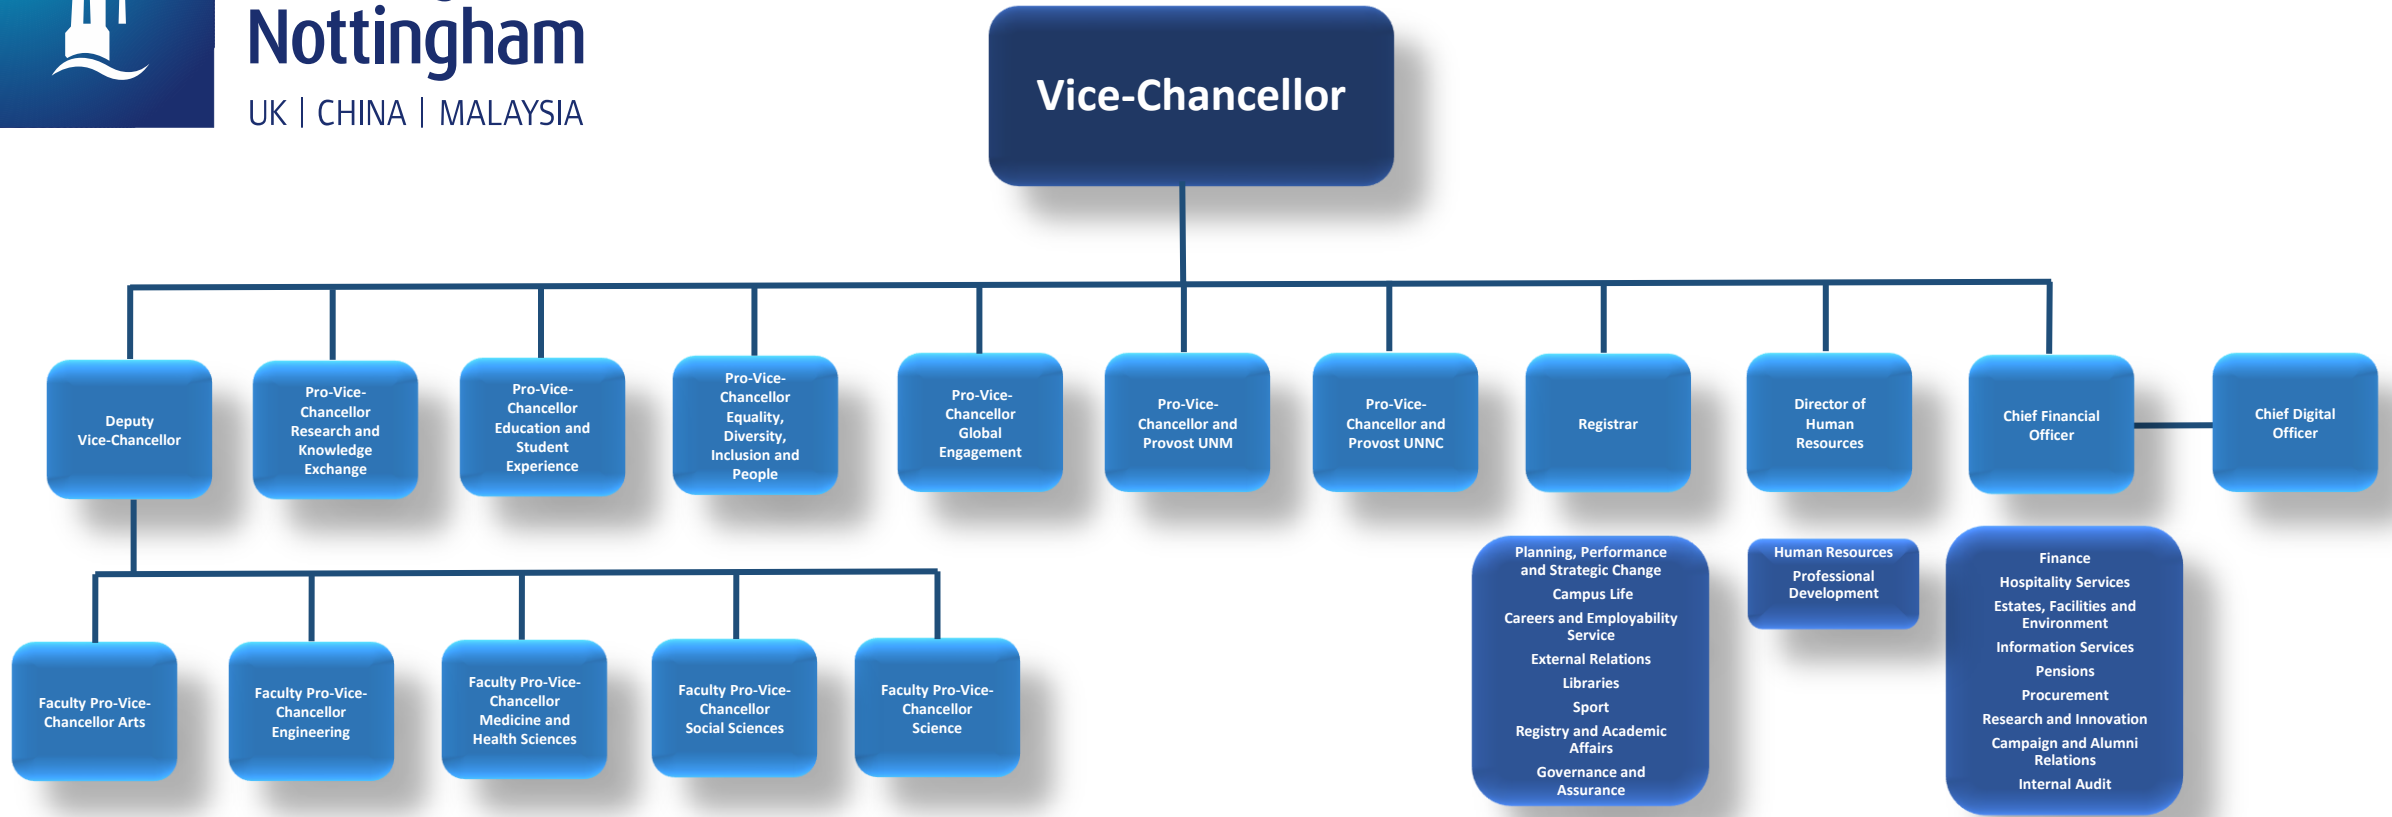 Nottingham
UK | CHINA | MALAYSIA
Vice-Chancellor
Deputy
Vice-Chancellor
Pro-Vice-
Chancellor
Research and
Knowledge
Exchange
Pro-Vice-
Chancellor
Education and
Student
Experience
Pro-Vice-
Chancellor
Equality,
Diversity,
Inclusion and
People
Pro-Vice-
Chancellor
Global
Engagement
Pro-Vice-
Chancellor and
Provost UNM
Pro-Vice-
Chancellor and
Provost UNNC
Registrar
Director of
Human
Resources
Chief Financial
Officer
Chief Digital
Officer
Planning, Performance
and Strategic Change
Campus Life
Careers and Employability
Service
External Relations
Libraries
Sport
Registry and Academic
Affairs
Governance and
Assurance
Human Resources
Professional
Development
Finance
Hospitality Services
Estates, Facilities and
Environment
Information Services
Pensions
Procurement
Research and Innovation
Campaign and Alumni
Relations
Internal Audit
Faculty Pro-Vice-
Chancellor Arts
Faculty Pro-Vice-
Chancellor
Engineering
Faculty Pro-Vice-
Chancellor
Medicine and
Health Sciences
Faculty Pro-Vice-
Chancellor
Social Sciences
Faculty Pro-Vice-
Chancellor
Science